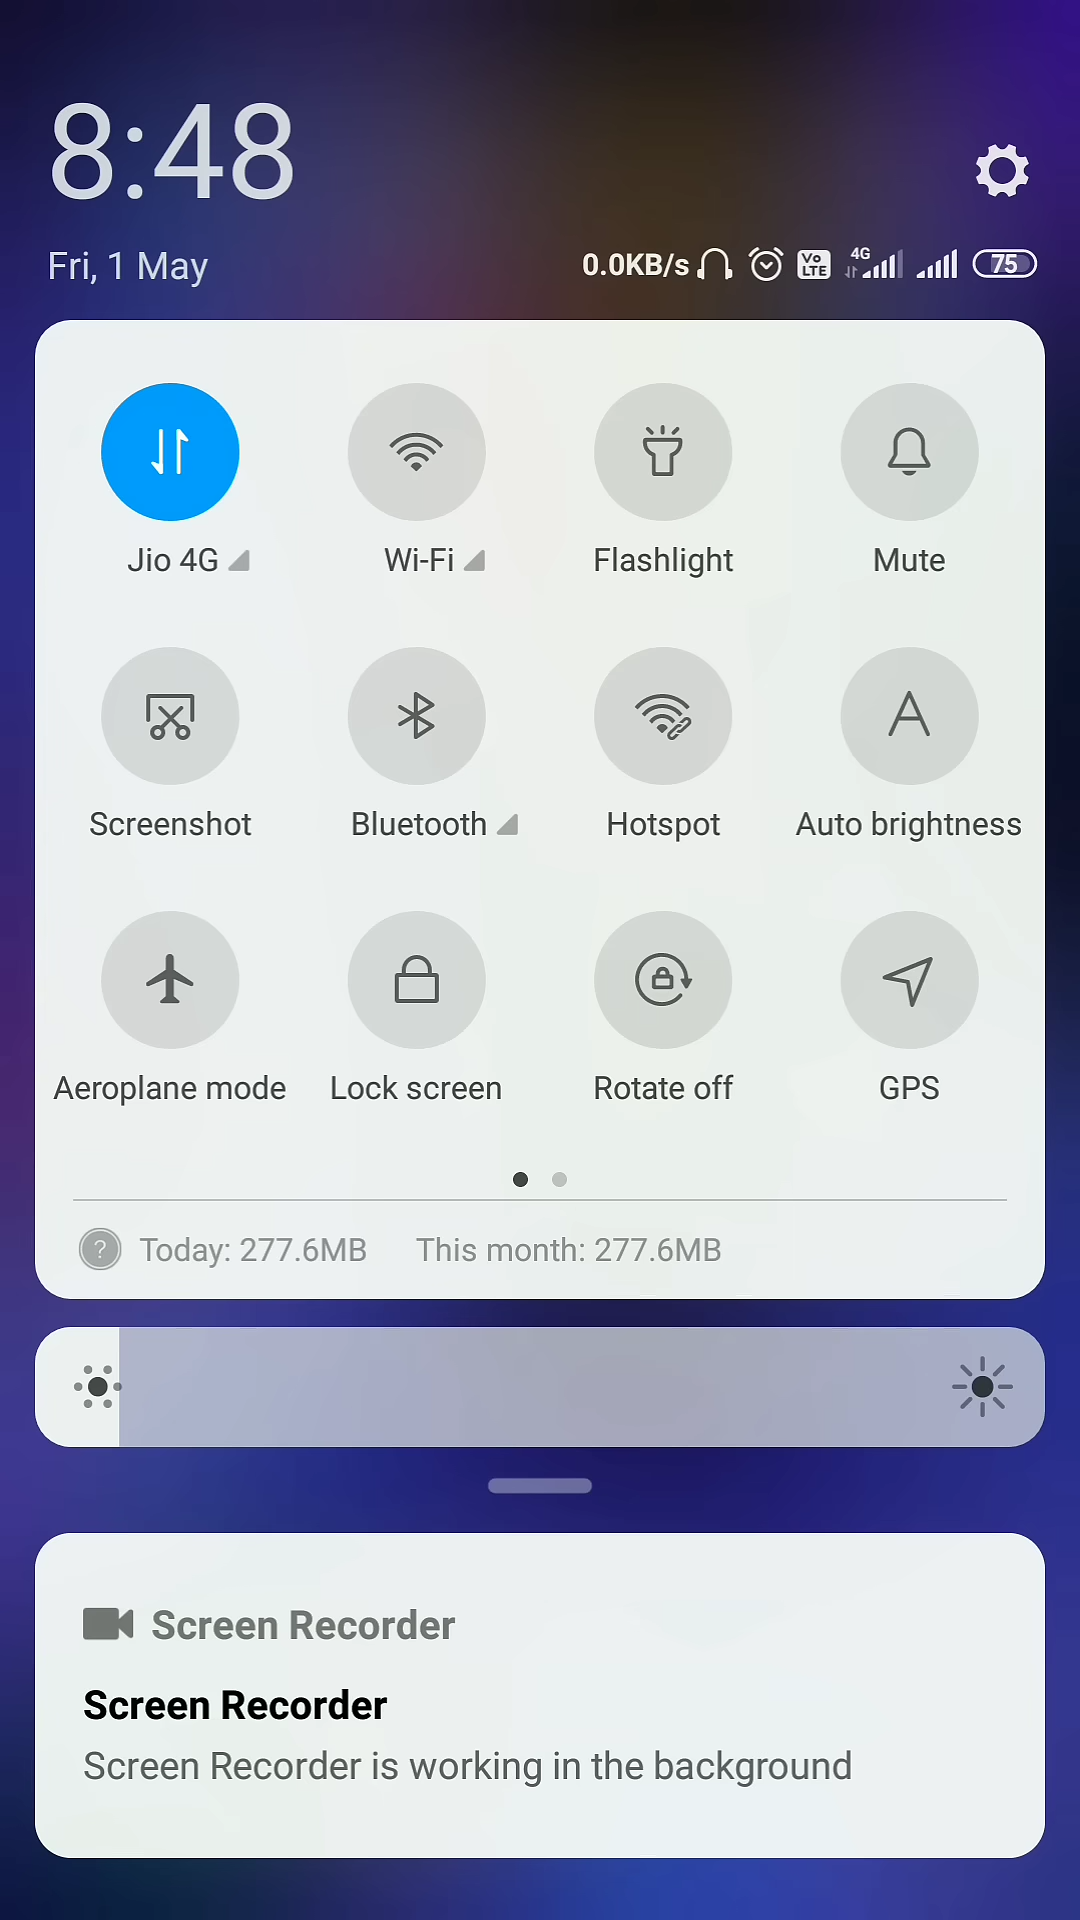 8:48
Fri, 1 May
0.0KB/s Vo LTE 4G 75
Jio 4G Wi-Fi Flashlight Mute
Screenshot Bluetooth Hotspot Auto brightness
Aeroplane mode Lock screen Rotate off GPS
? Today: 277.6MB This month: 277.6MB
Screen Recorder
Screen Recorder
Screen Recorder is working in the background